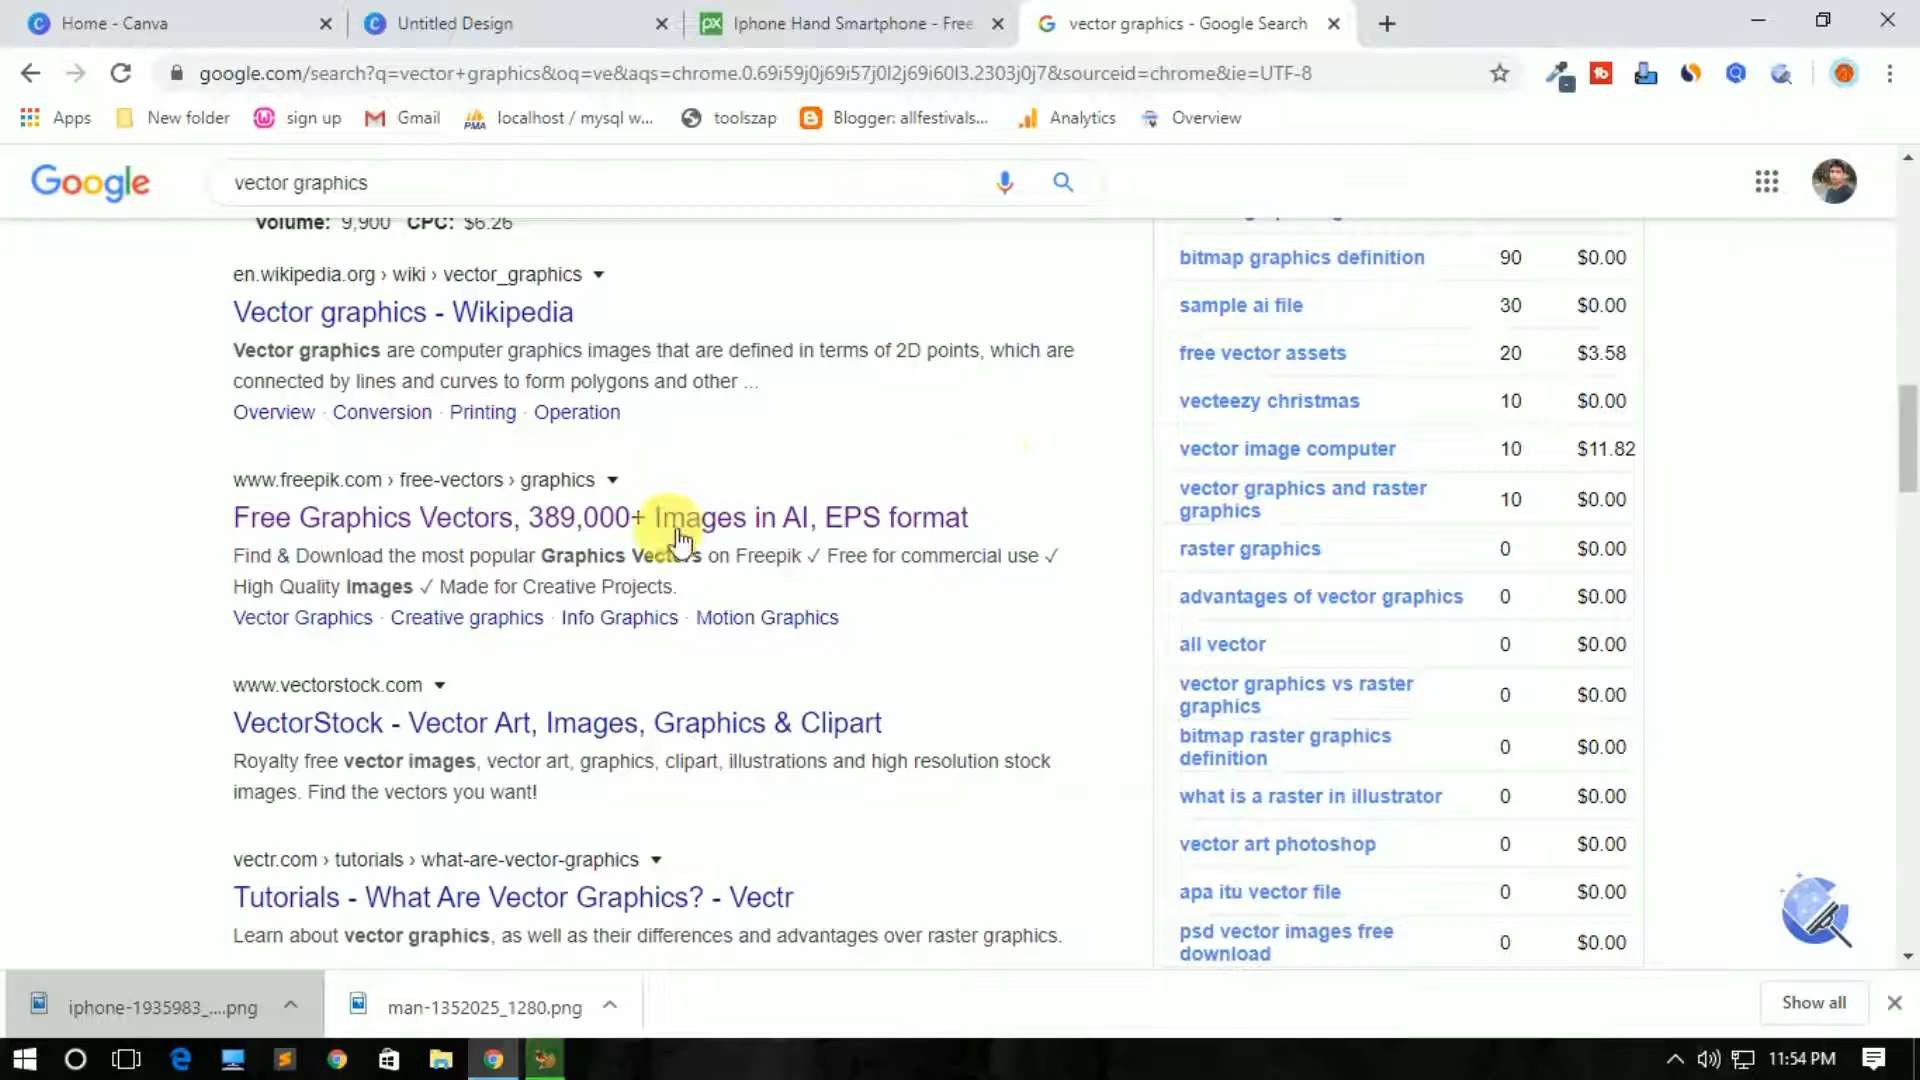 Home - Canva
Untitled Design
Iphone Hand Smartphone - Free
vector graphics - Google Search
google.com/search?q=vector+graphics&oq=ve&aqs=chrome.0.69i59j0j69i57j0l2j69i60l3.2303j0j7&sourceid=chrome&ie=UTF-8
Apps
New folder
sign up
Gmail
localhost / mysql w...
toolszap
Blogger: allfestivals...
Analytics
Overview
Google
vector graphics
Volume: 9,900 CPC: $6.26
en.wikipedia.org › wiki › vector_graphics
Vector graphics - Wikipedia
Vector graphics are computer graphics images that are defined in terms of 2D points, which are
connected by lines and curves to form polygons and other ...
Overview · Conversion · Printing · Operation
www.freepik.com › free-vectors › graphics
Free Graphics Vectors, 389,000+ Images in AI, EPS format
Find & Download the most popular Graphics Vectors on Freepik ✓ Free for commercial use ✓
High Quality Images ✓ Made for Creative Projects.
Vector Graphics · Creative graphics · Info Graphics · Motion Graphics
www.vectorstock.com
VectorStock - Vector Art, Images, Graphics & Clipart
Royalty free vector images, vector art, graphics, clipart, illustrations and high resolution stock
images. Find the vectors you want!
vectr.com › tutorials › what-are-vector-graphics
Tutorials - What Are Vector Graphics? - Vectr
Learn about vector graphics, as well as their differences and advantages over raster graphics.
bitmap graphics definition 90 $0.00
sample ai file 30 $0.00
free vector assets 20 $3.58
vecteezy christmas 10 $0.00
vector image computer 10 $11.82
vector graphics and raster
graphics 10 $0.00
raster graphics 0 $0.00
advantages of vector graphics 0 $0.00
all vector 0 $0.00
vector graphics vs raster
graphics 0 $0.00
bitmap raster graphics
definition 0 $0.00
what is a raster in illustrator 0 $0.00
vector art photoshop 0 $0.00
apa itu vector file 0 $0.00
psd vector images free
download 0 $0.00
iphone-1935983_....png
man-1352025_1280.png
Show all
11:54 PM